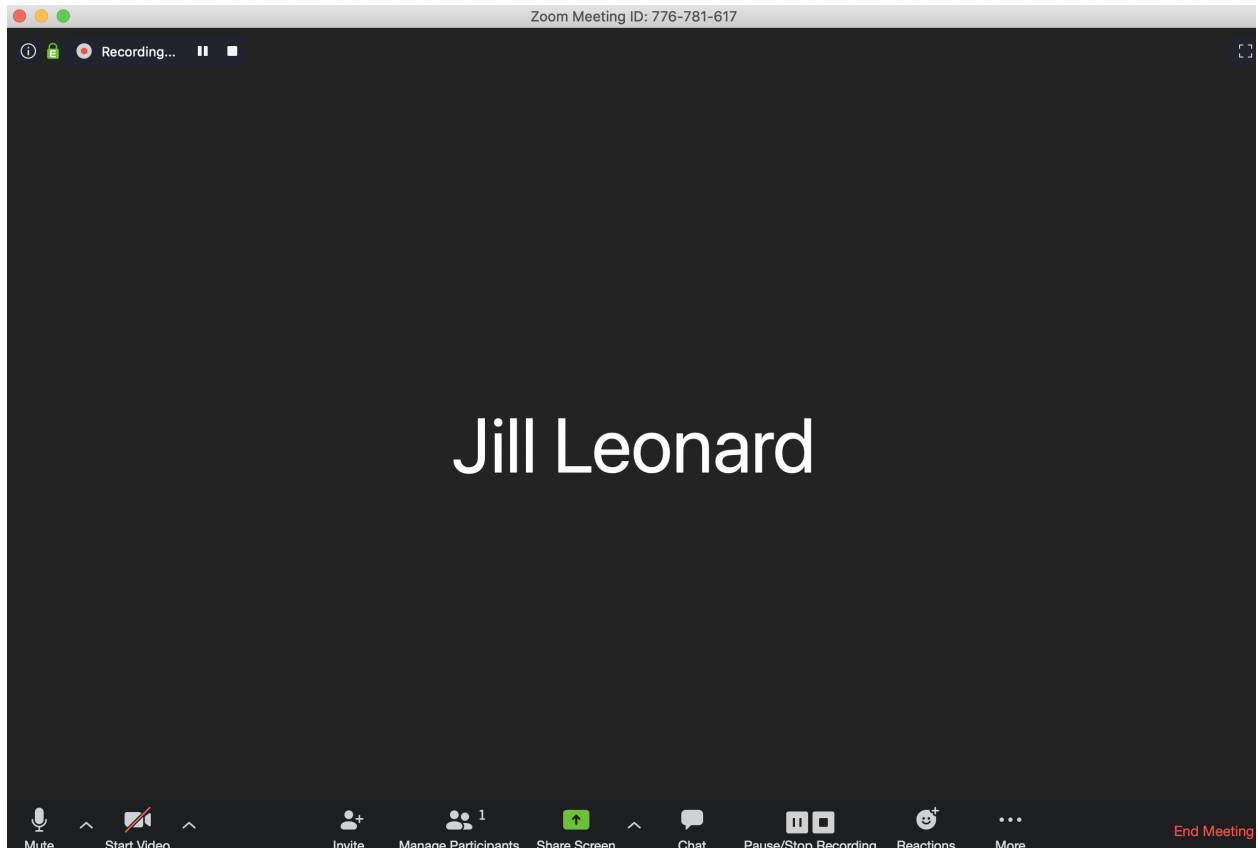 Zoom Meeting ID: 776-781-617
E Recording...
Jill Leonard
1
Mute Start Video Invite Manage Participants Share Screen Chat Pause/Stop Recording Reactions More End Meeting